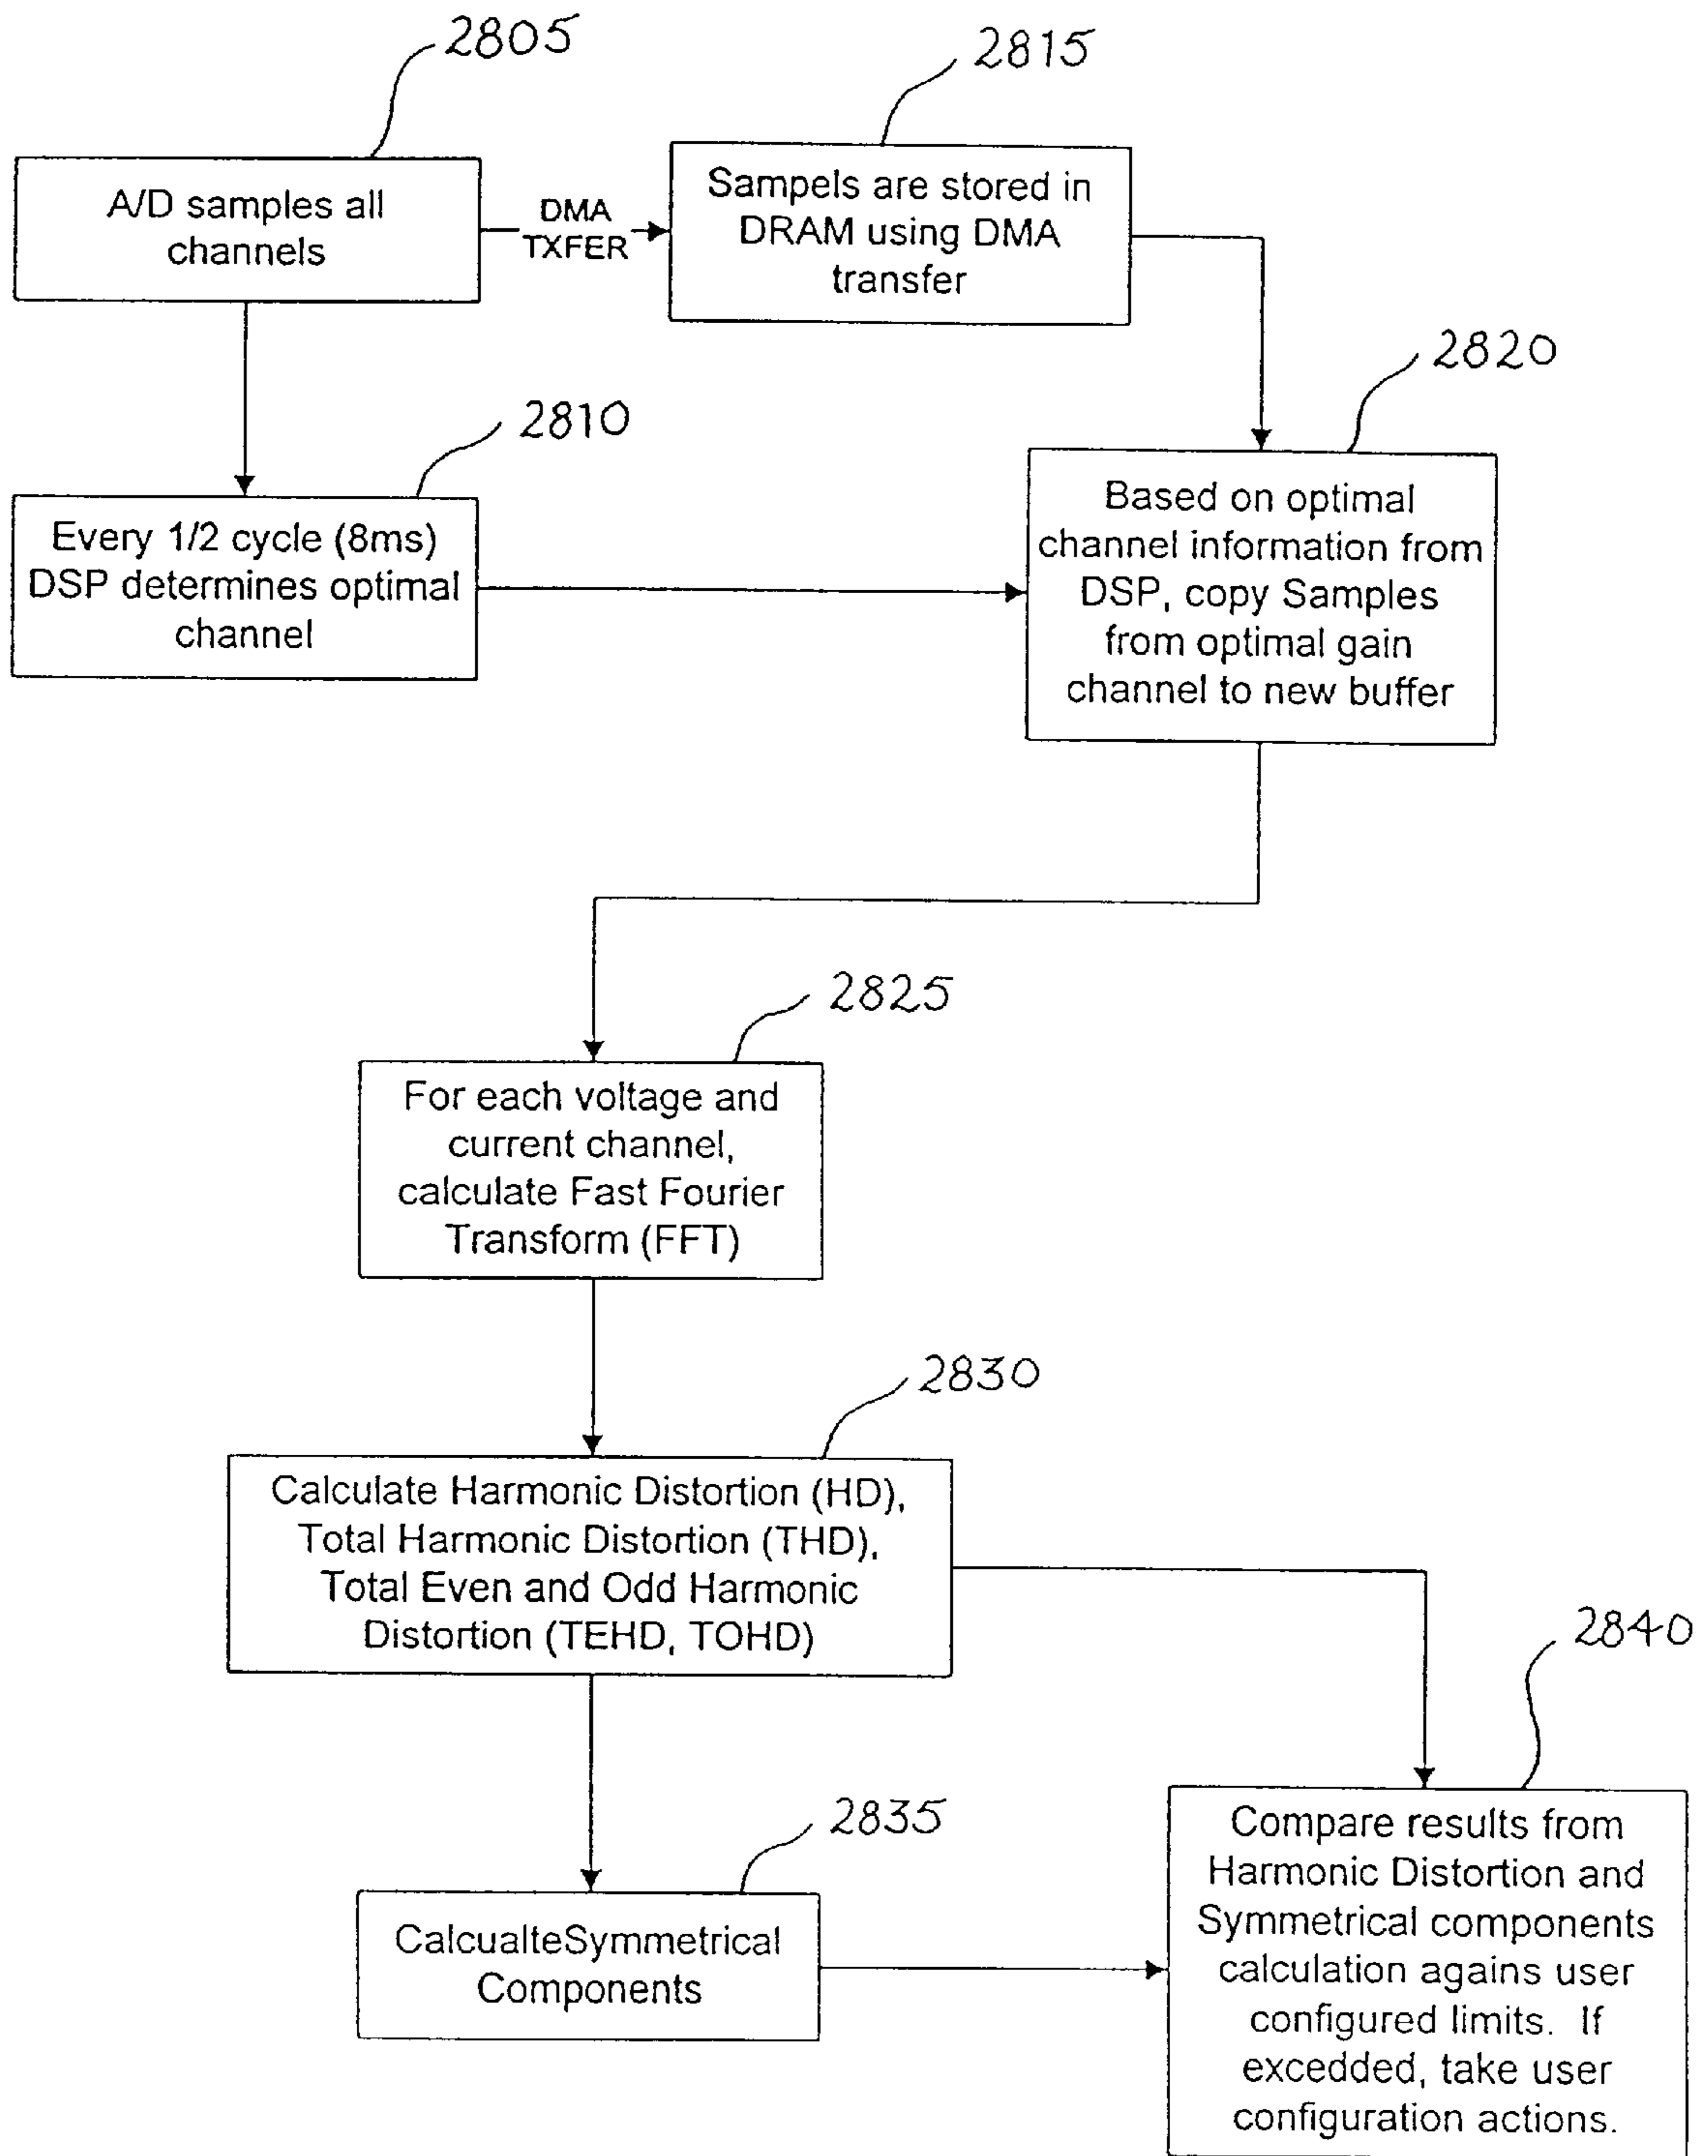 2805
2815
A/D samples all
channels
DMA
TXFER
Sampels are stored in
DRAM using DMA
transfer
2820
2810
Every 1/2 cycle (8ms)
DSP determines optimal
channel
Based on optimal
channel information from
DSP, copy Samples
from optimal gain
channel to new buffer
2825
For each voltage and
current channel,
calculate Fast Fourier
Transform (FFT)
2830
Calculate Harmonic Distortion (HD),
Total Harmonic Distortion (THD),
Total Even and Odd Harmonic
Distortion (TEHD, TOHD)
2840
2835
CalcualteSymmetrical
Components
Compare results from
Harmonic Distortion and
Symmetrical components
calculation agains user
configured limits. If
excedded, take user
configuration actions.